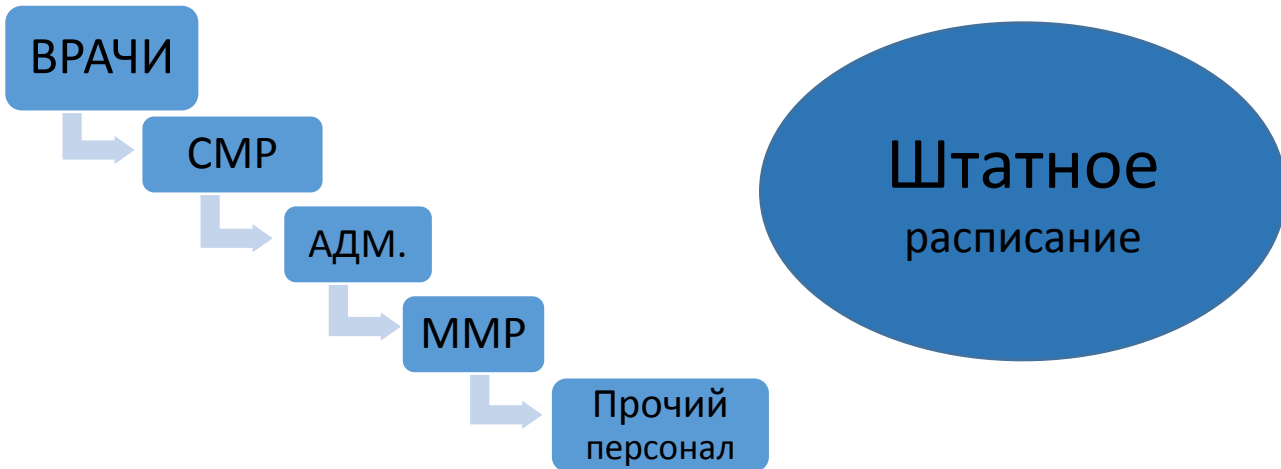 ВРАЧИ
СМР
АДМ.
ММР
Прочий
персонал
Штатное
расписание